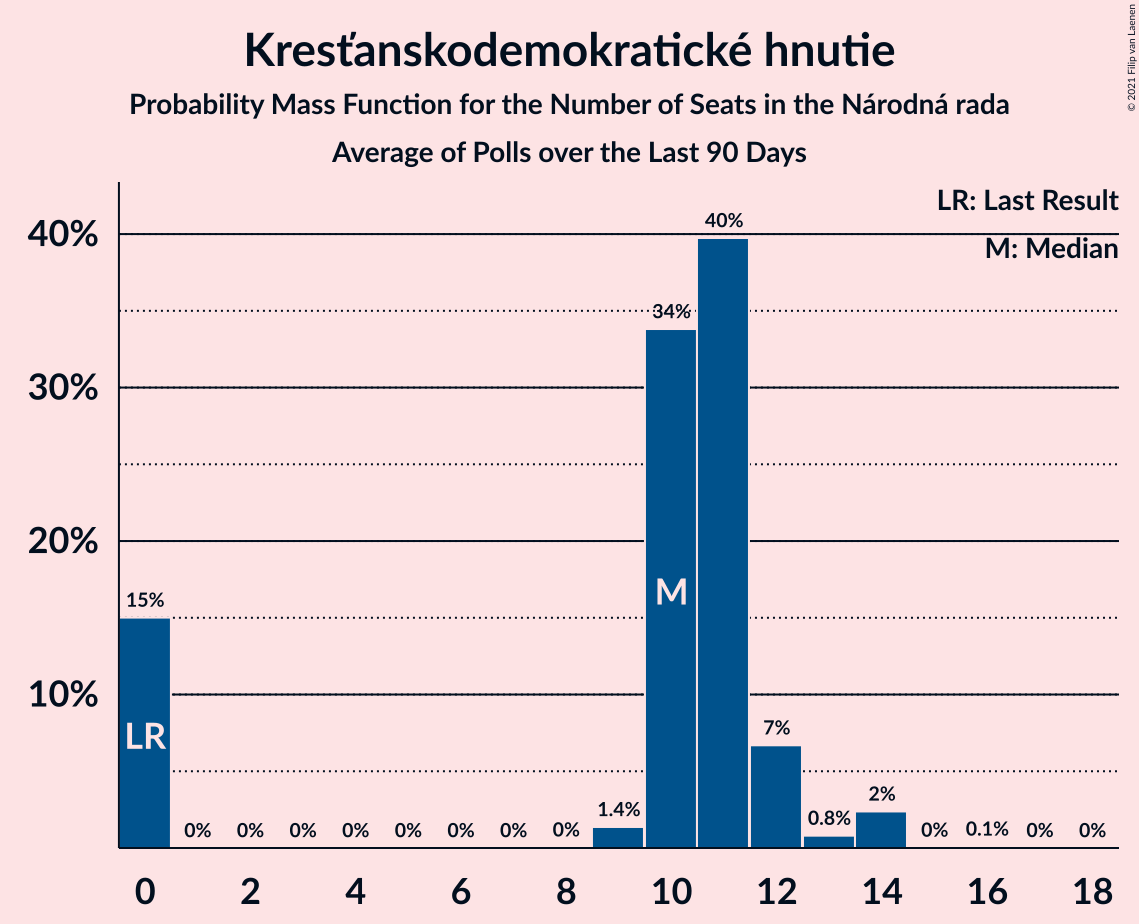 Kresťanskodemokratické hnutie
Probability Mass Function for the Number of Seats in the Národná rada
Average of Polls over the Last 90 Days
© 2021 Filip van Laenen
LR: Last Result
M: Median
40%
30%
20%
10%
15%
0%
0%
0%
0%
0%
0%
0%
0%
1.4%
34%
40%
7%
0.8%
2%
0%
0.1%
0%
0%
LR
M
0 2 4 6 8 10 12 14 16 18